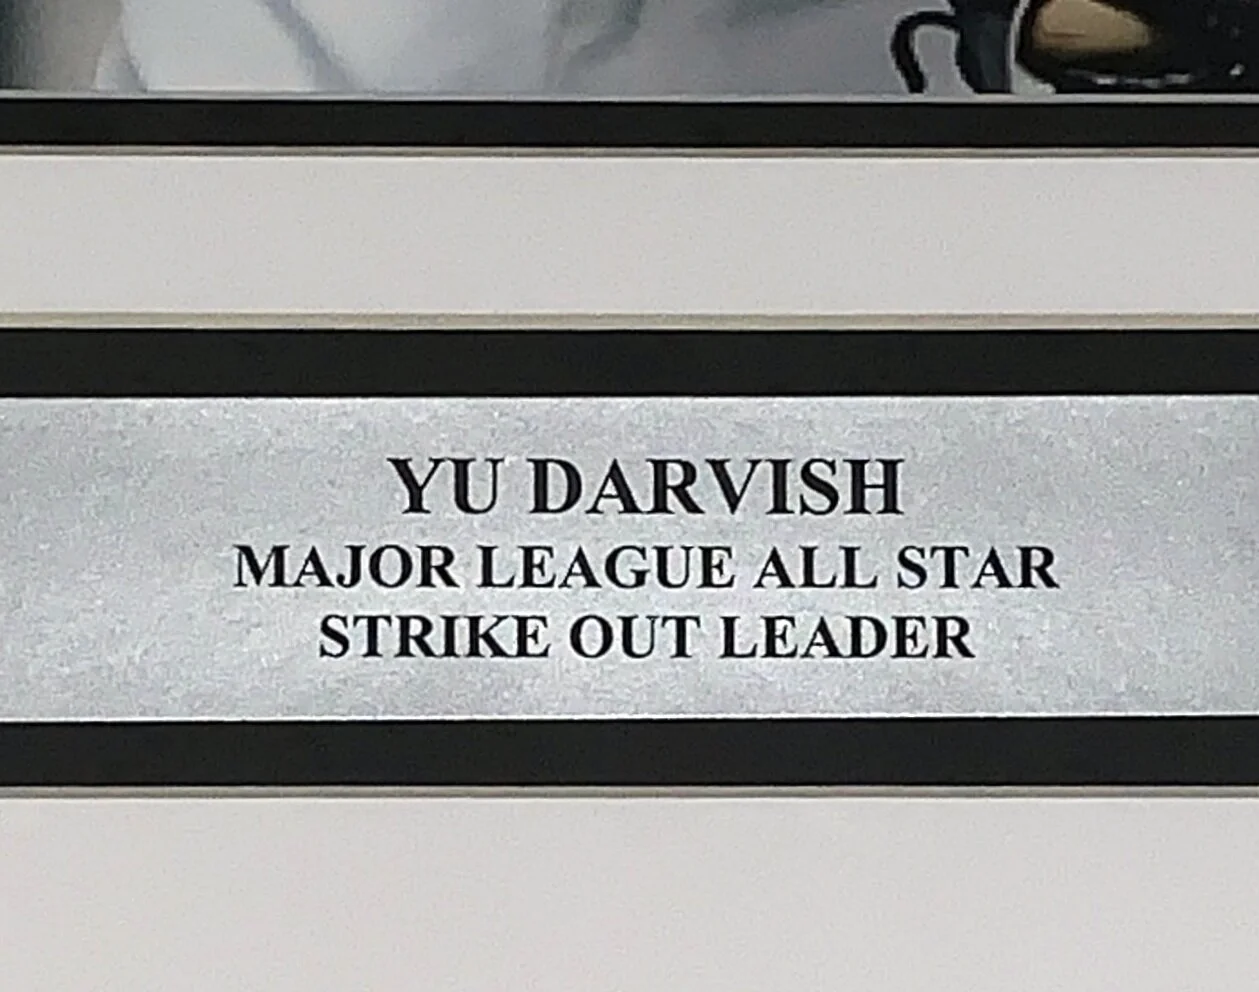 YU DARVISH
MAJOR LEAGUE ALL STAR
STRIKE OUT LEADER